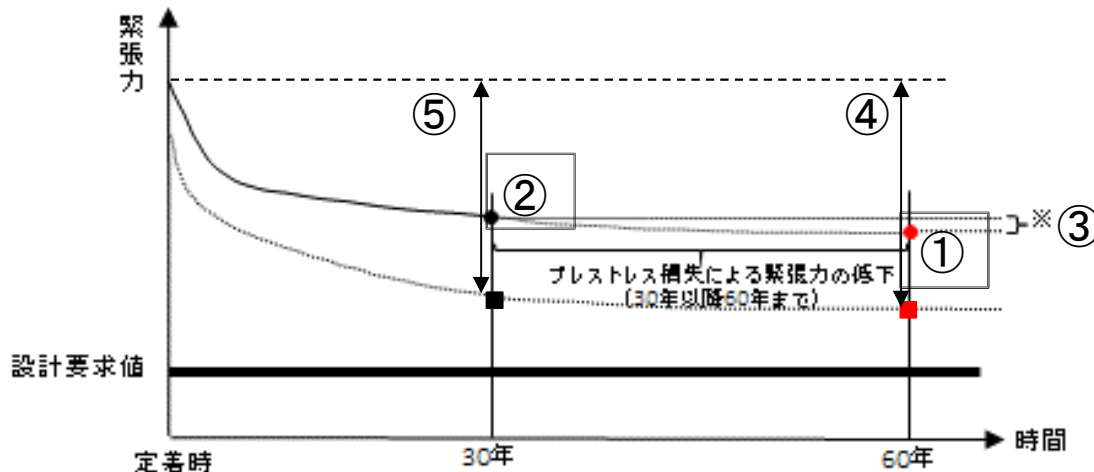 緊張力
⑤
④
②
※
③
①
プレストレス損失による緊張力の低下
(30年以降60年まで)
設計要求値
定着時
30年
60年
時間